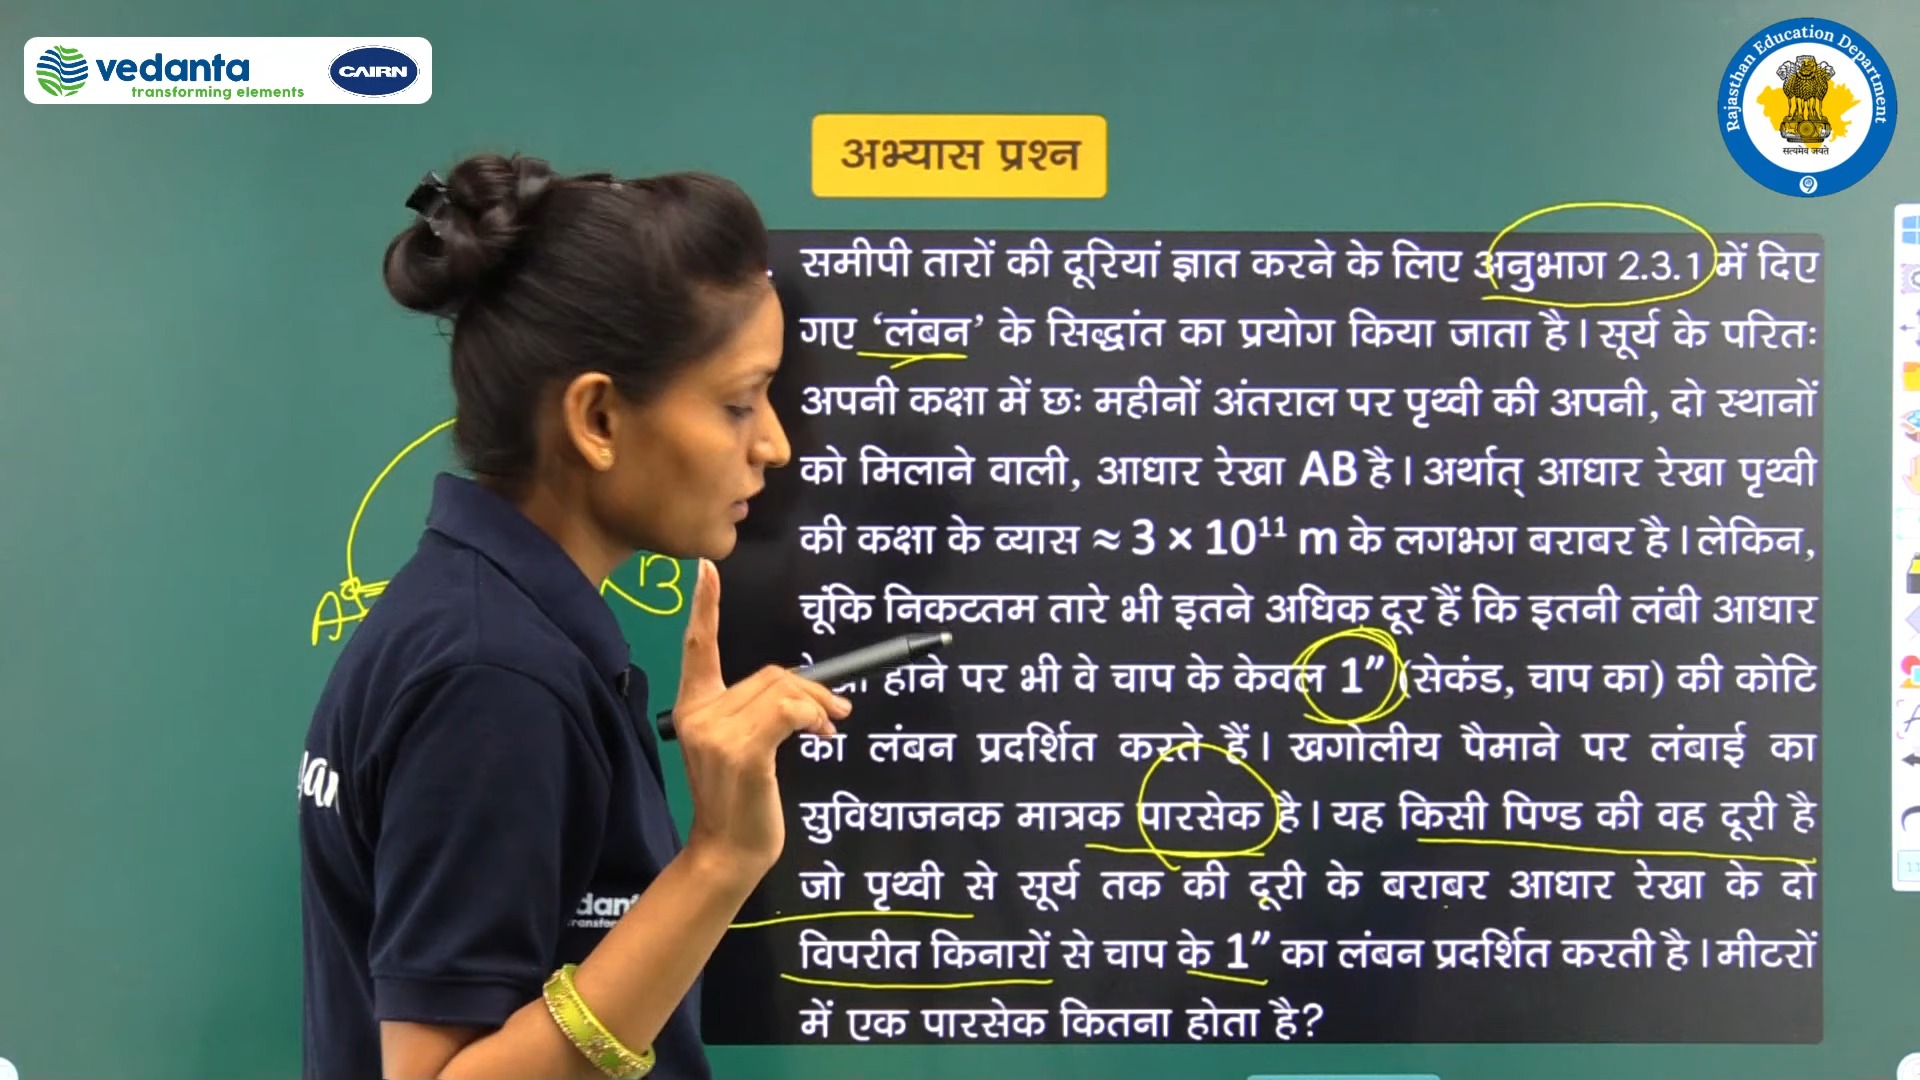 vedanta
transforming elements
CAIRN
Rajasthan Education Department
सत्यमेव जयते
अभ्यास प्रश्न
समीपी तारों की दूरियां ज्ञात करने के लिए अनुभाग 2.3.1 में दिए
गए ‘लंबन’ के सिद्धांत का प्रयोग किया जाता है। सूर्य के परितः
अपनी कक्षा में छः महीनों अंतराल पर पृथ्वी की अपनी, दो स्थानों
को मिलाने वाली, आधार रेखा AB है। अर्थात् आधार रेखा पृथ्वी
की कक्षा के व्यास ≈ 3 × 10¹¹ m के लगभग बराबर है। लेकिन,
चूंकि निकटतम तारे भी इतने अधिक दूर हैं कि इतनी लंबी आधार
होने पर भी वे चाप के केवल 1” (सेकंड, चाप का) की कोटि
का लंबन प्रदर्शित करते हैं। खगोलीय पैमाने पर लंबाई का
सुविधाजनक मात्रक पारसेक है। यह किसी पिण्ड की वह दूरी है
जो पृथ्वी से सूर्य तक की दूरी के बराबर आधार रेखा के दो
विपरीत किनारों से चाप के 1” का लंबन प्रदर्शित करती है। मीटरों
में एक पारसेक कितना होता है?
A
B